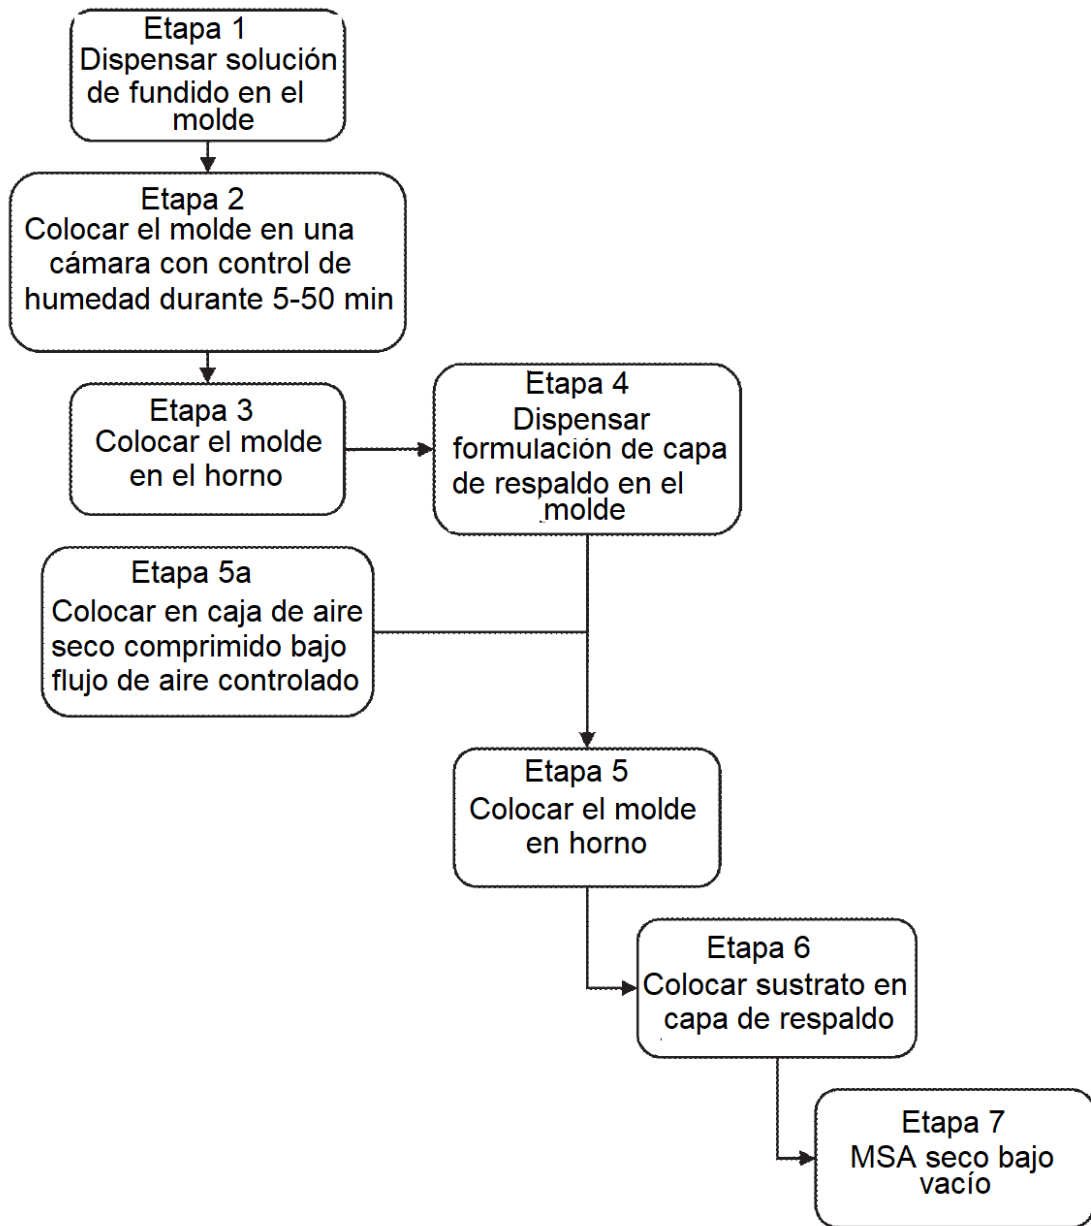 Etapa 1
Dispensar solución
de fundido en el
molde
Etapa 2
Colocar el molde en una
cámara con control de
humedad durante 5-50 min
Etapa 3
Colocar el molde
en el horno
Etapa 4
Dispensar
formulación de capa
de respaldo en el
molde
Etapa 5a
Colocar en caja de aire
seco comprimido bajo
flujo de aire controlado
Etapa 5
Colocar el molde
en horno
Etapa 6
Colocar sustrato en
capa de respaldo
Etapa 7
MSA seco bajo
vacío